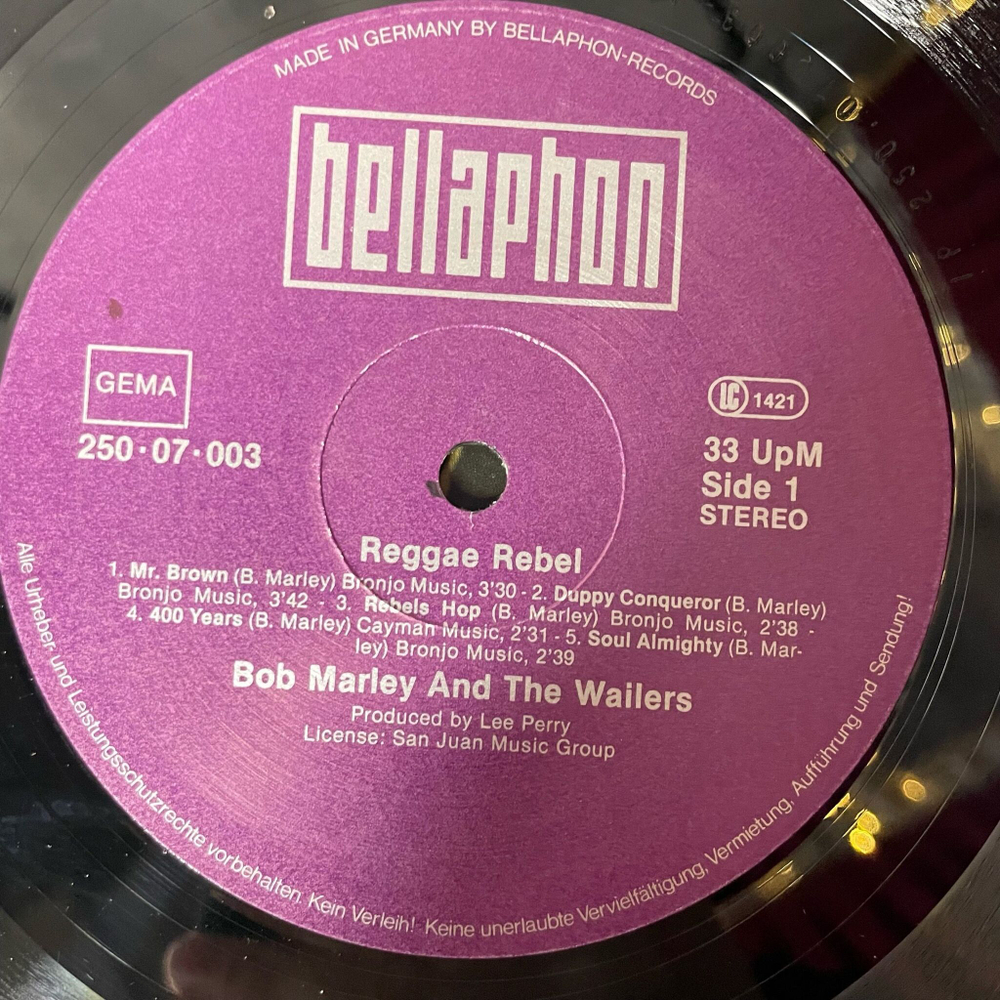 MADE IN GERMANY BY BELLAPHON-RECORDS
bellaphon
GEMA
250·07·003
LC 1421
33 UpM
Side 1
STEREO
Reggae Rebel
1. Mr. Brown (B. Marley) Bronjo Music, 3'30 - 2. Duppy Conqueror (B. Marley)
Bronjo Music, 3'42 - 3. Rebels Hop (B. Marley) Bronjo Music, 2'38 -
4. 400 Years (B. Marley) Cayman Music, 2'31 - 5. Soul Almighty (B. Mar-
ley) Bronjo Music, 2'39
Bob Marley And The Wailers
Produced by Lee Perry
License: San Juan Music Group
Alle Urheber und Leistungsschutzrechte vorbehalten. Kein Verleih! Keine unerlaubte Vervielfältigung, Vermietung, Aufführung und Sendung!